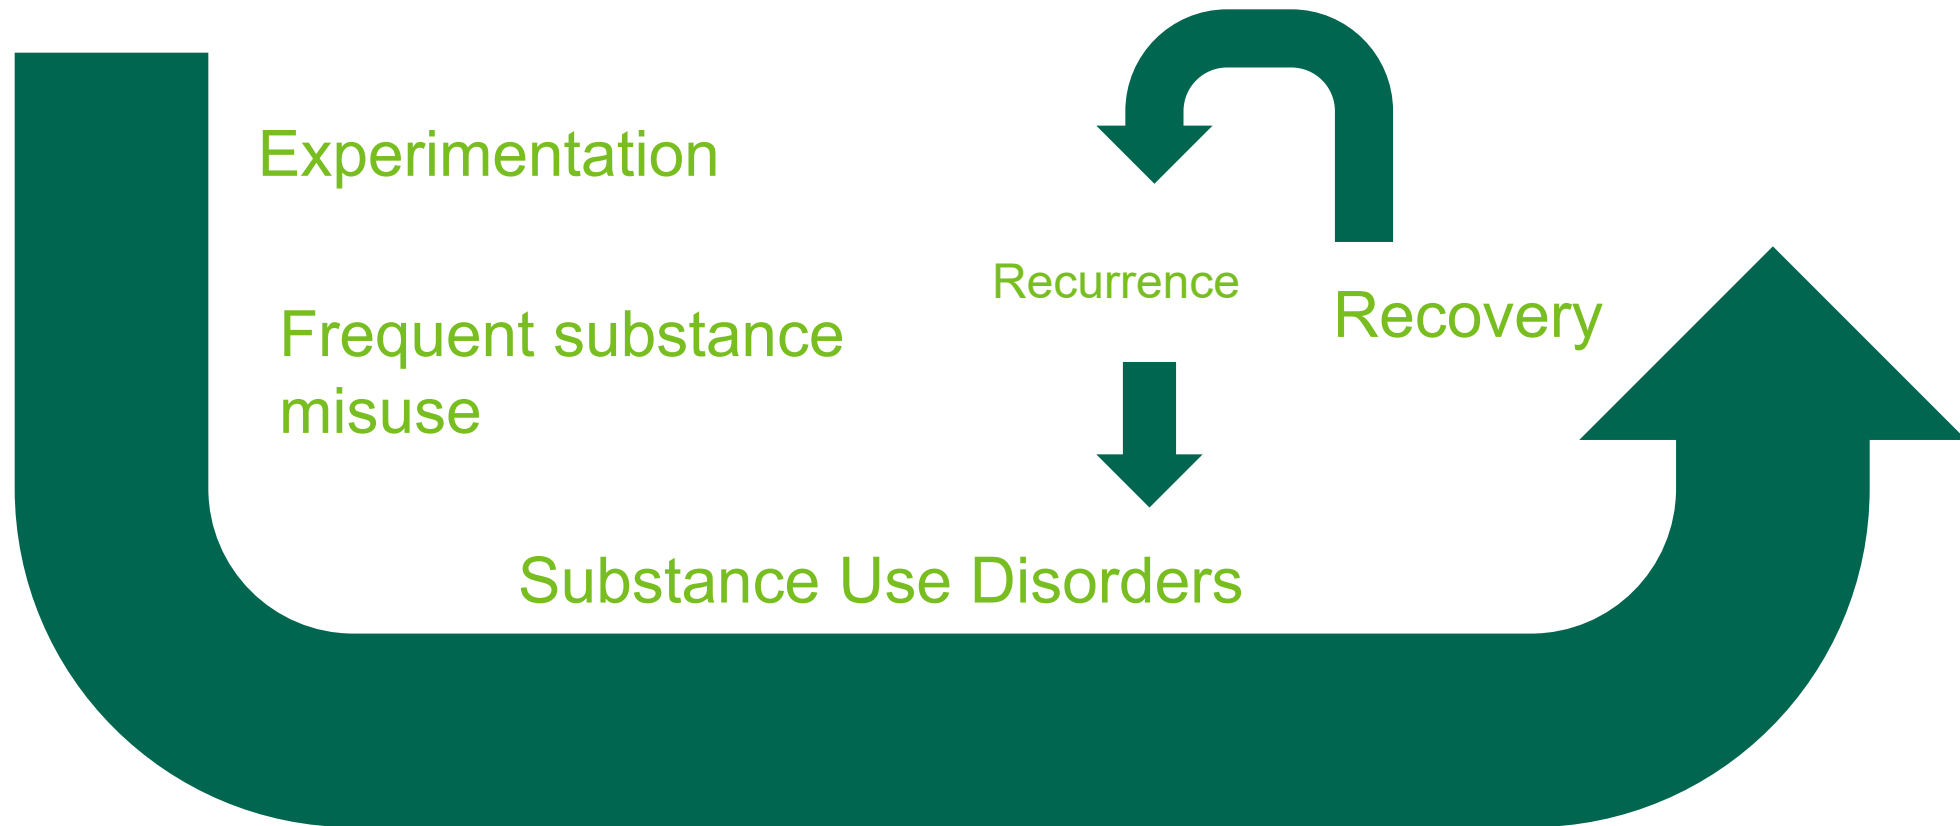 Experimentation
Frequent substance
misuse
Recurrence
Recovery
Substance Use Disorders